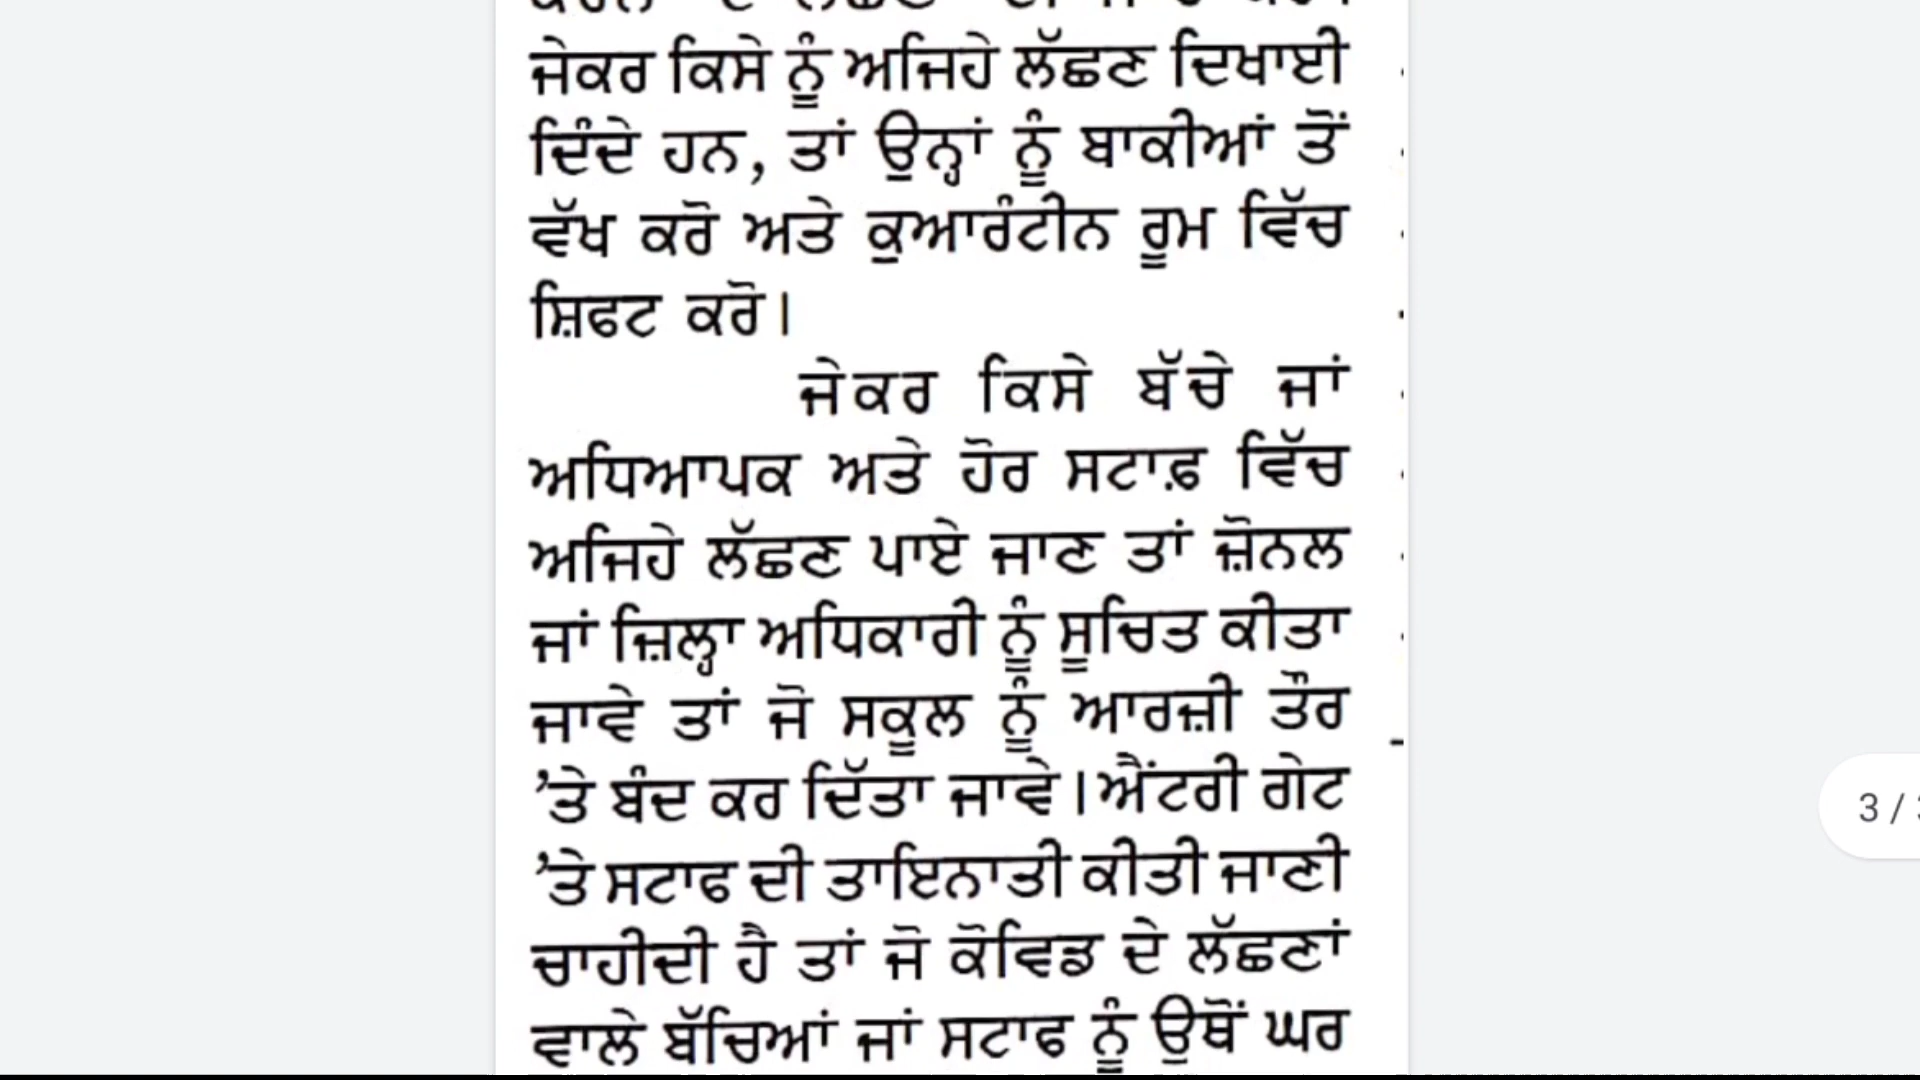 ਜੇਕਰ ਕਿਸੇ ਨੂੰ ਅਜਿਹੇ ਲੱਛਣ ਦਿਖਾਈ
ਦਿੰਦੇ ਹਨ, ਤਾਂ ਉਨ੍ਹਾਂ ਨੂੰ ਬਾਕੀਆਂ ਤੋਂ
ਵੱਖ ਕਰੋ ਅਤੇ ਕੁਆਰੰਟੀਨ ਰੂਮ ਵਿੱਚ
ਸ਼ਿਫਟ ਕਰੋ।
ਜੇਕਰ ਕਿਸੇ ਬੱਚੇ ਜਾਂ
ਅਧਿਆਪਕ ਅਤੇ ਹੋਰ ਸਟਾਫ਼ ਵਿੱਚ
ਅਜਿਹੇ ਲੱਛਣ ਪਾਏ ਜਾਣ ਤਾਂ ਜ਼ੋਨਲ
ਜਾਂ ਜ਼ਿਲ੍ਹਾ ਅਧਿਕਾਰੀ ਨੂੰ ਸੂਚਿਤ ਕੀਤਾ
ਜਾਵੇ ਤਾਂ ਜੋ ਸਕੂਲ ਨੂੰ ਆਰਜ਼ੀ ਤੌਰ
’ਤੇ ਬੰਦ ਕਰ ਦਿੱਤਾ ਜਾਵੇ। ਐਂਟਰੀ ਗੇਟ
’ਤੇ ਸਟਾਫ ਦੀ ਤਾਇਨਾਤੀ ਕੀਤੀ ਜਾਣੀ
ਚਾਹੀਦੀ ਹੈ ਤਾਂ ਜੋ ਕੋਵਿਡ ਦੇ ਲੱਛਣਾਂ
ਵਾਲੇ ਬੱਚਿਆਂ ਜਾਂ ਸਟਾਫ ਨੂੰ ਉਥੋਂ ਘਰ
3 /